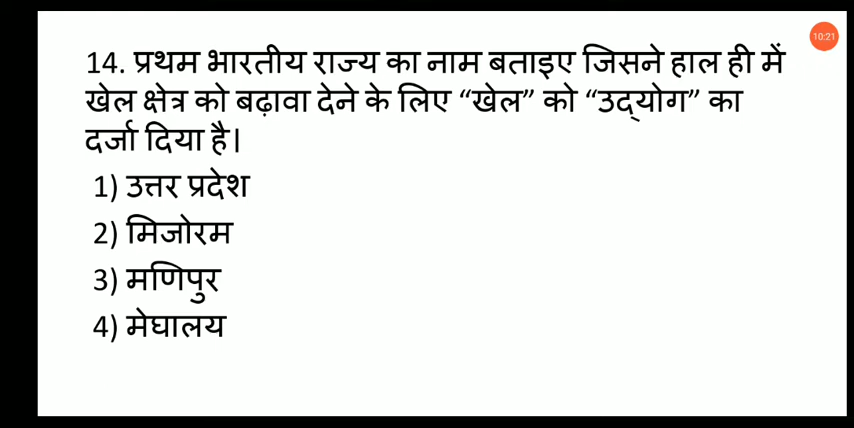 10:21
14. प्रथम भारतीय राज्य का नाम बताइए जिसने हाल ही में
खेल क्षेत्र को बढ़ावा देने के लिए “खेल” को “उद्योग” का
दर्जा दिया है।
1) उत्तर प्रदेश
2) मिजोरम
3) मणिपुर
4) मेघालय